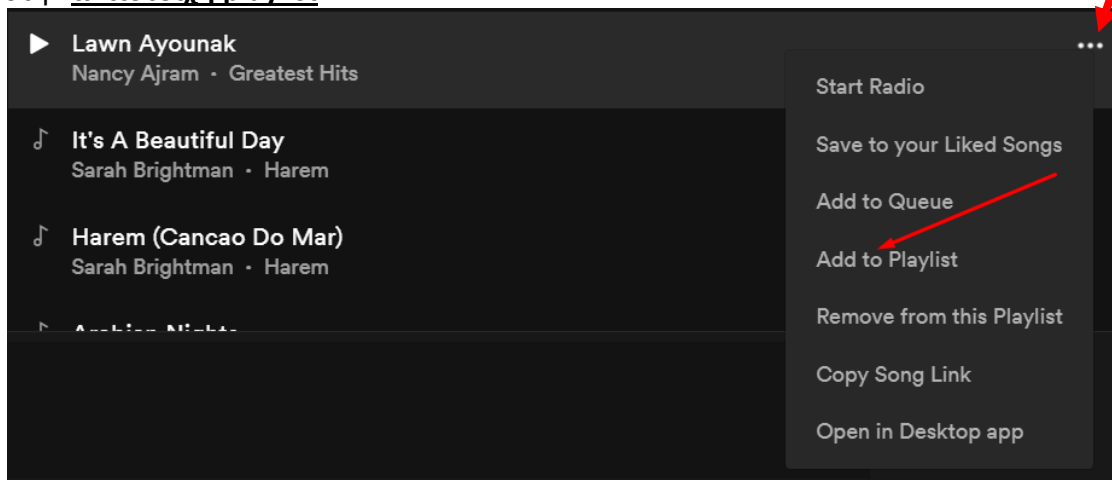 Lawn Ayounak
Nancy Ajram · Greatest Hits
It's A Beautiful Day
Sarah Brightman · Harem
Harem (Cancao Do Mar)
Sarah Brightman · Harem
Arabian Nights
Start Radio
Save to your Liked Songs
Add to Queue
Add to Playlist
Remove from this Playlist
Copy Song Link
Open in Desktop app